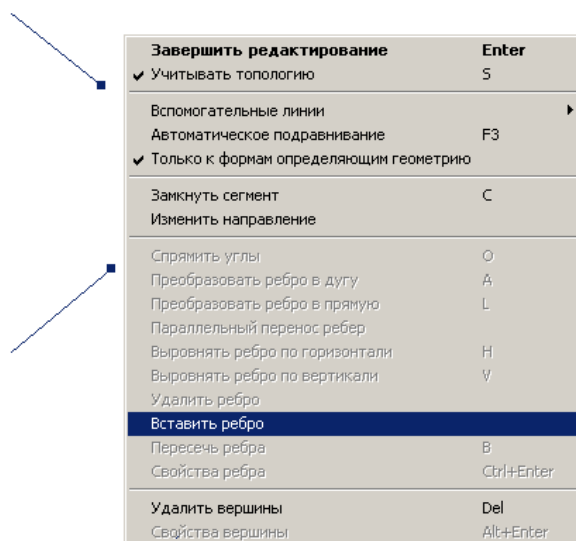 Завершить редактирование Enter
Учитывать топологию S
Вспомогательные линии
Автоматическое подравнивание F3
Только к формам определяющим геометрию
Замкнуть сегмент C
Изменить направление
Спрямить углы O
Преобразовать ребро в дугу A
Преобразовать ребро в прямую L
Параллельный перенос ребер
Выровнять ребро по горизонтали H
Выровнять ребро по вертикали V
Удалить ребро
Вставить ребро
Пересечь ребра B
Свойства ребра Ctrl+Enter
Удалить вершины Del
Свойства вершины Alt+Enter